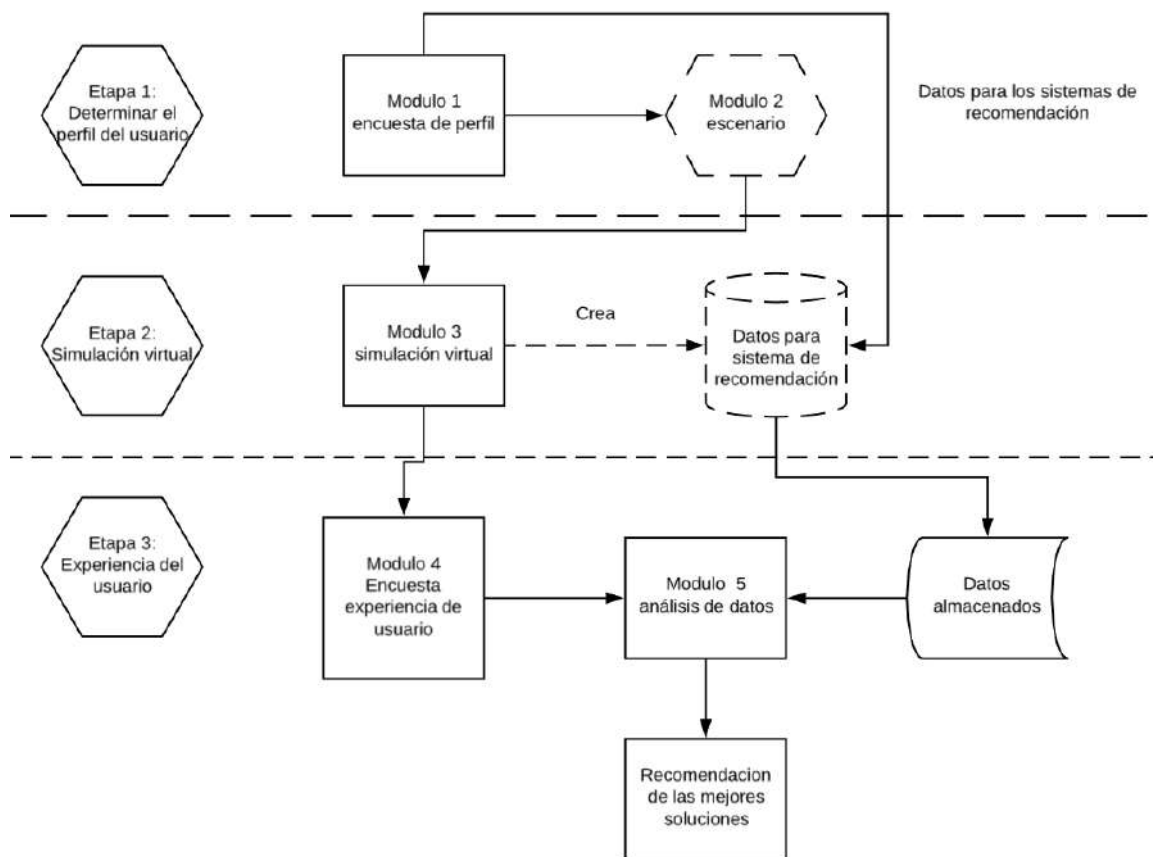 Etapa 1:
Determinar el
perfil del usuario
Modulo 1
encuesta de perfil
Modulo 2
escenario
Datos para los sistemas de
recomendación
Etapa 2:
Simulación virtual
Modulo 3
simulación virtual
Crea
Datos para
sistema de
recomendación
Etapa 3:
Experiencia del
usuario
Modulo 4
Encuesta
experiencia de
usuario
Modulo 5
análisis de datos
Datos
almacenados
Recomendacion
de las mejores
soluciones